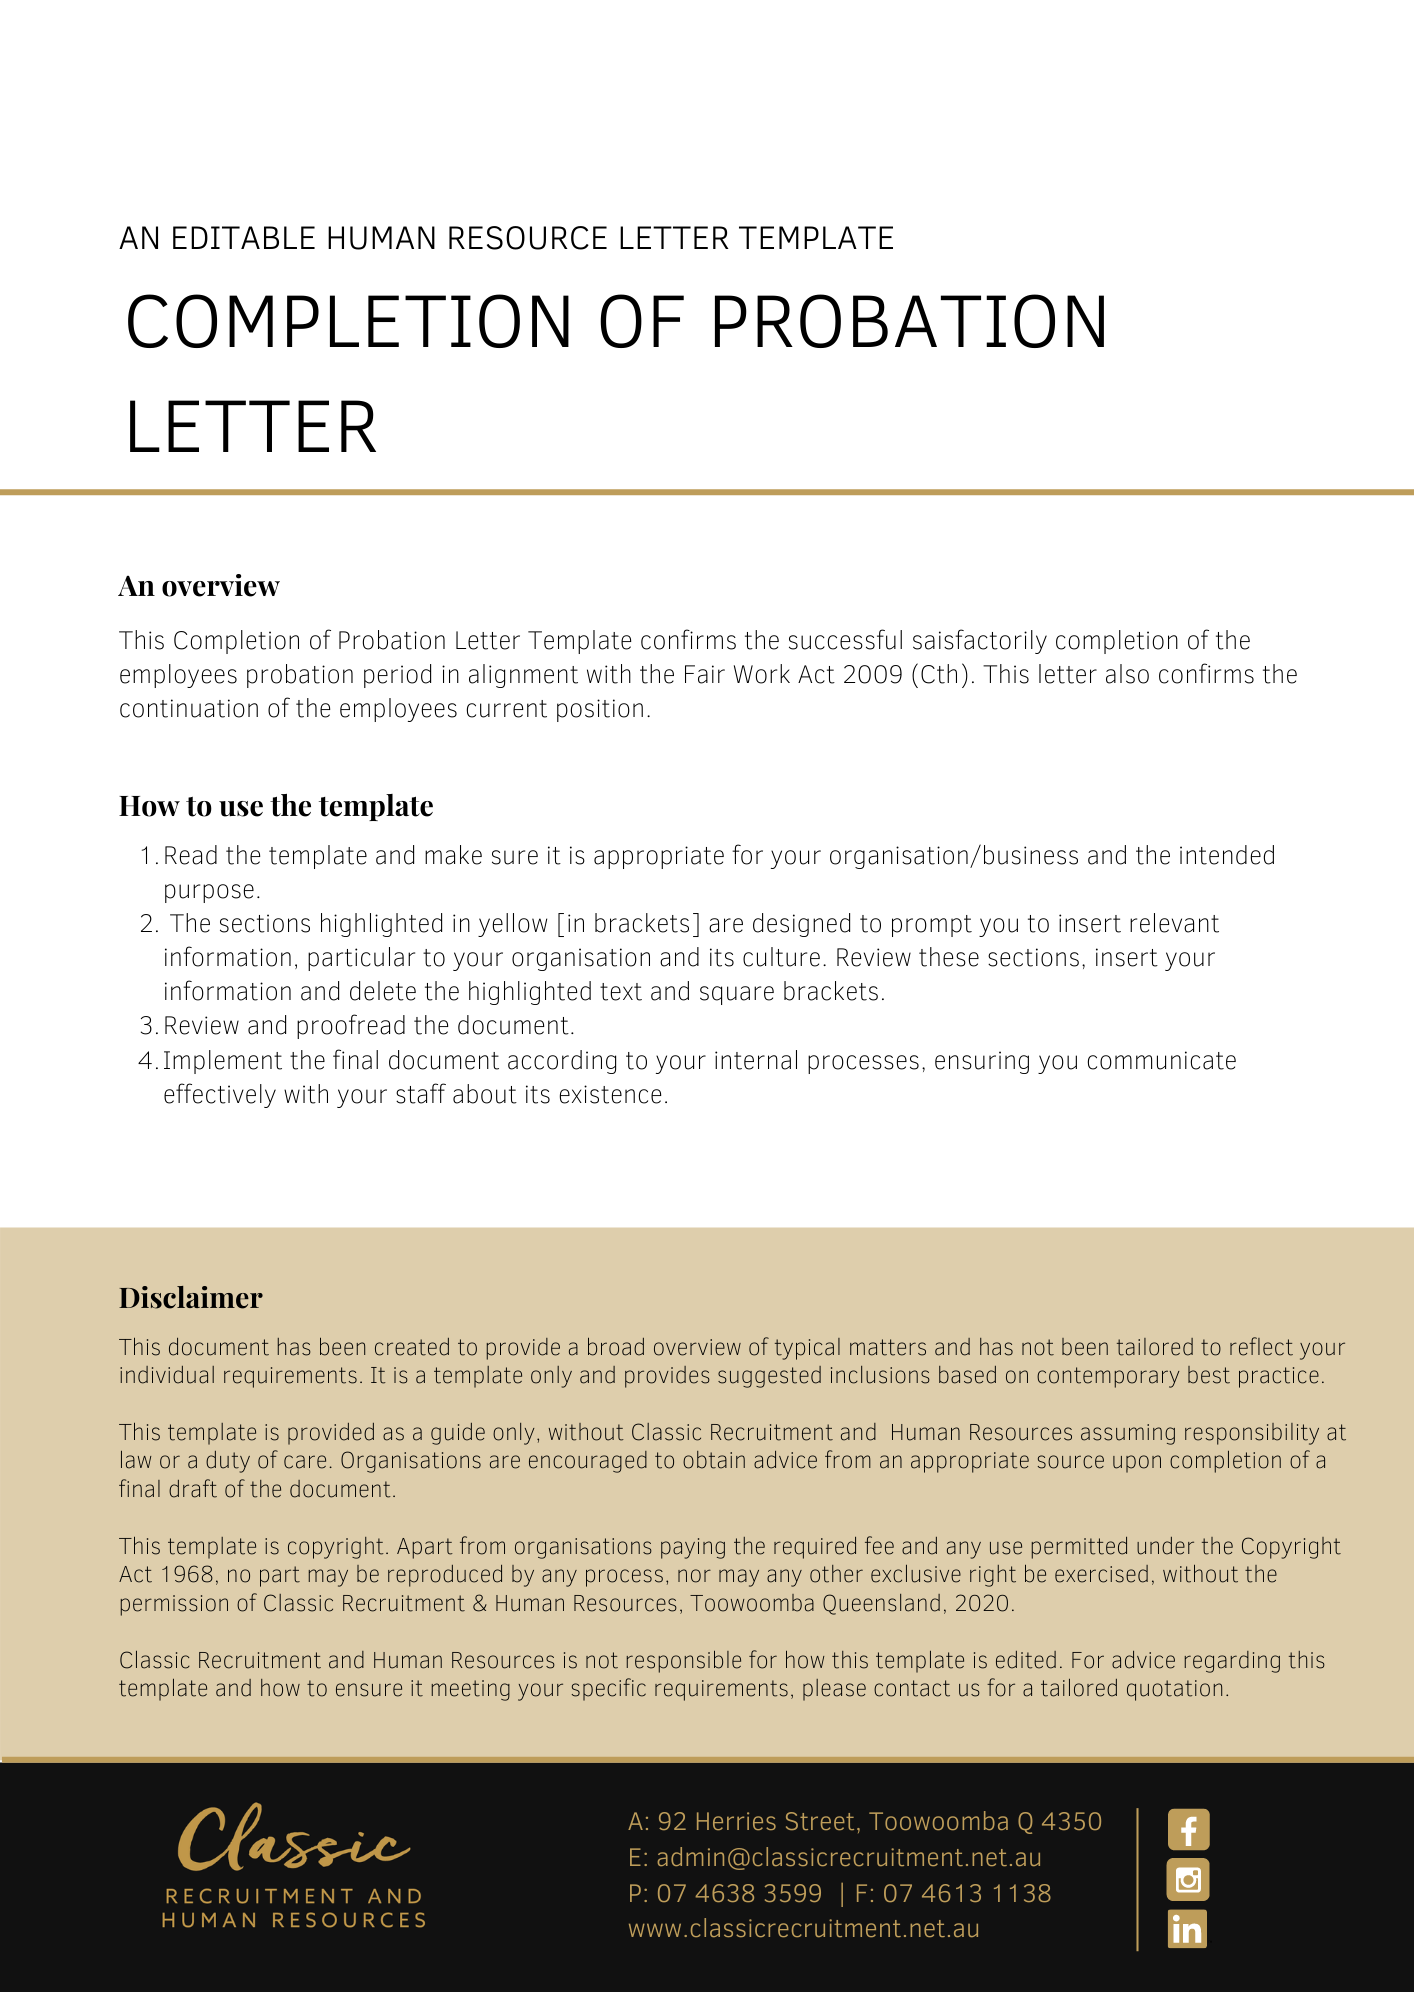 AN EDITABLE HUMAN RESOURCE LETTER TEMPLATE
COMPLETION OF PROBATION
LETTER
An overview
This Completion of Probation Letter Template confirms the successful saisfactorily completion of the
employees probation period in alignment with the Fair Work Act 2009 (Cth). This letter also confirms the
continuation of the employees current position.
How to use the template
1. Read the template and make sure it is appropriate for your organisation/business and the intended
purpose.
2. The sections highlighted in yellow [in brackets] are designed to prompt you to insert relevant
information, particular to your organisation and its culture. Review these sections, insert your
information and delete the highlighted text and square brackets.
3. Review and proofread the document.
4. Implement the final document according to your internal processes, ensuring you communicate
effectively with your staff about its existence.
Disclaimer
This document has been created to provide a broad overview of typical matters and has not been tailored to reflect your
individual requirements. It is a template only and provides suggested inclusions based on contemporary best practice.
This template is provided as a guide only, without Classic Recruitment and Human Resources assuming responsibility at
law or a duty of care. Organisations are encouraged to obtain advice from an appropriate source upon completion of a
final draft of the document.
This template is copyright. Apart from organisations paying the required fee and any use permitted under the Copyright
Act 1968, no part may be reproduced by any process, nor may any other exclusive right be exercised, without the
permission of Classic Recruitment & Human Resources, Toowoomba Queensland, 2020.
Classic Recruitment and Human Resources is not responsible for how this template is edited. For advice regarding this
template and how to ensure it meeting your specific requirements, please contact us for a tailored quotation.
Classic
RECRUITMENT AND
HUMAN RESOURCES
A: 92 Herries Street, Toowoomba Q 4350
E: admin@classicrecruitment.net.au
P: 07 4638 3599 | F: 07 4613 1138
www.classicrecruitment.net.au